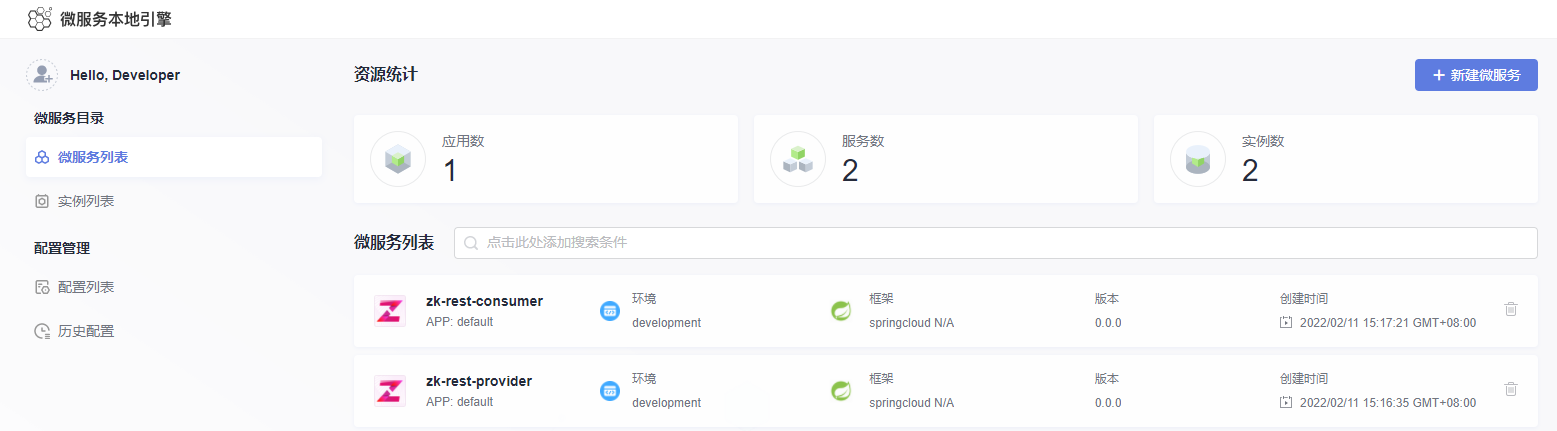 微服务本地引擎
Hello, Developer
微服务目录
微服务列表
实例列表
配置管理
配置列表
历史配置
资源统计
新建微服务
应用数
1
服务数
2
实例数
2
微服务列表
点击此处添加搜索条件
zk-rest-consumer
APP: default
环境
development
框架
springcloud N/A
版本
0.0.0
创建时间
2022/02/11 15:17:21 GMT+08:00
zk-rest-provider
APP: default
环境
development
框架
springcloud N/A
版本
0.0.0
创建时间
2022/02/11 15:16:35 GMT+08:00